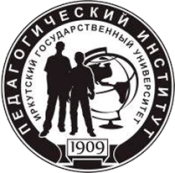 ПЕДАГОГИЧЕСКИЙ ИНСТИТУТ
ИРКУТСКИЙ ГОСУДАРСТВЕННЫЙ УНИВЕРСИТЕТ
1909